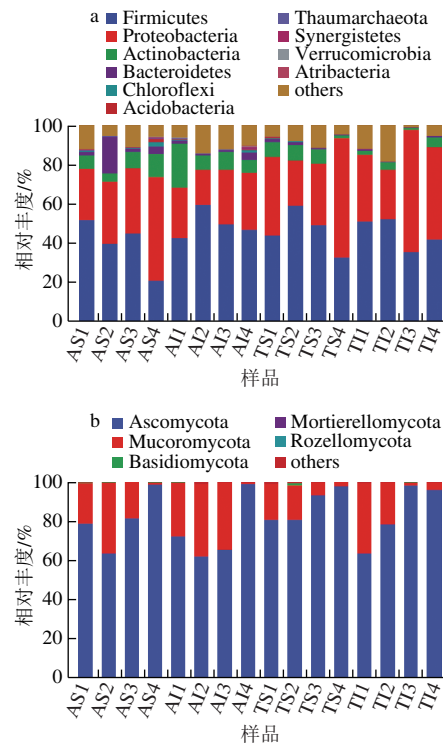 a
Firmicutes Thaumarchaeota
Proteobacteria Synergistetes
Actinobacteria Verrucomicrobia
Bacteroidetes Atribacteria
Chloroflexi others
Acidobacteria
相对丰度/%
100
80
60
40
20
0
AS1 AS2 AS3 AS4 AI1 AI2 AI3 AI4 TS1 TS2 TS3 TS4 TI1 TI2 TI3 TI4
样品
b
Ascomycota Mortierellomycota
Mucoromycota Rozellomycota
Basidiomycota others
相对丰度/%
100
80
60
40
20
0
AS1 AS2 AS3 AS4 AI1 AI2 AI3 AI4 TS1 TS2 TS3 TS4 TI1 TI2 TI3 TI4
样品